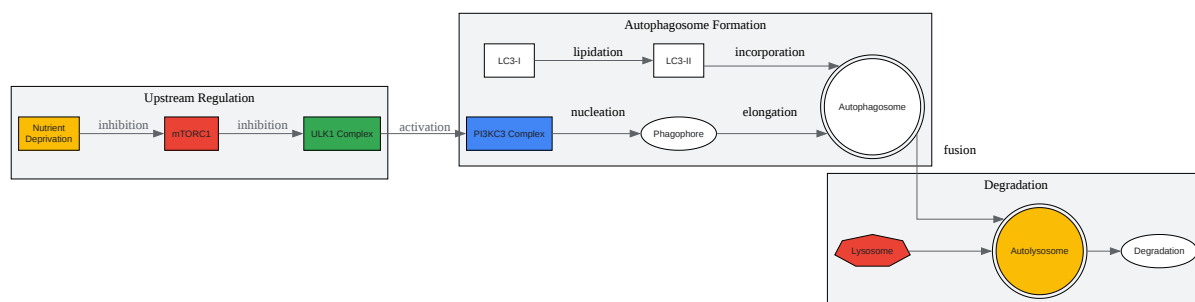 Autophagosome Formation
LC3-I
lipidation
LC3-II
incorporation
Autophagosome
Upstream Regulation
Nutrient
Deprivation
inhibition
mTORC1
inhibition
ULK1 Complex
activation
PI3KC3 Complex
nucleation
Phagophore
elongation
fusion
Degradation
Lysosome
Autolysosome
Degradation